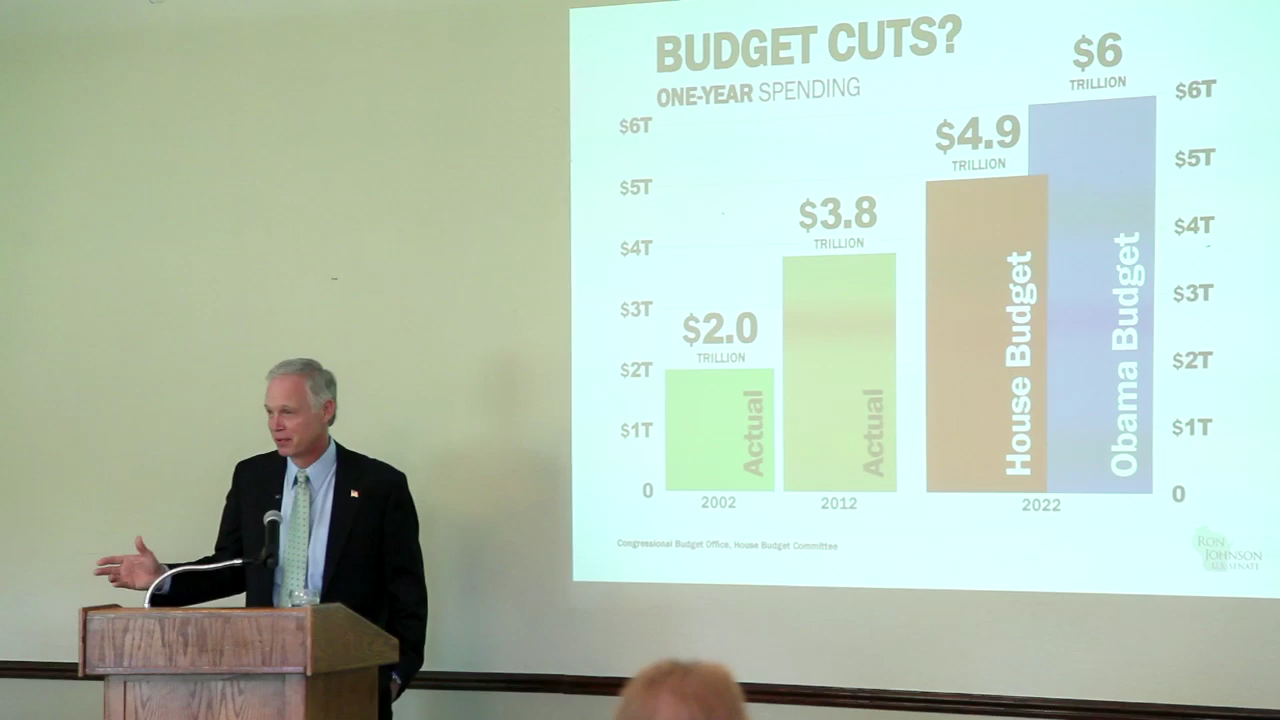 BUDGET CUTS?
ONE-YEAR SPENDING
$6T
$5T
$4T
$3T
$2T
$1T
0
$2.0
TRILLION
Actual
2002
$3.8
TRILLION
Actual
2012
$4.9
TRILLION
House Budget
$6
TRILLION
Obama Budget
2022
$6T
$5T
$4T
$3T
$2T
$1T
0
Congressional Budget Office, House Budget Committee
RON
JOHNSON
U.S. SENATE